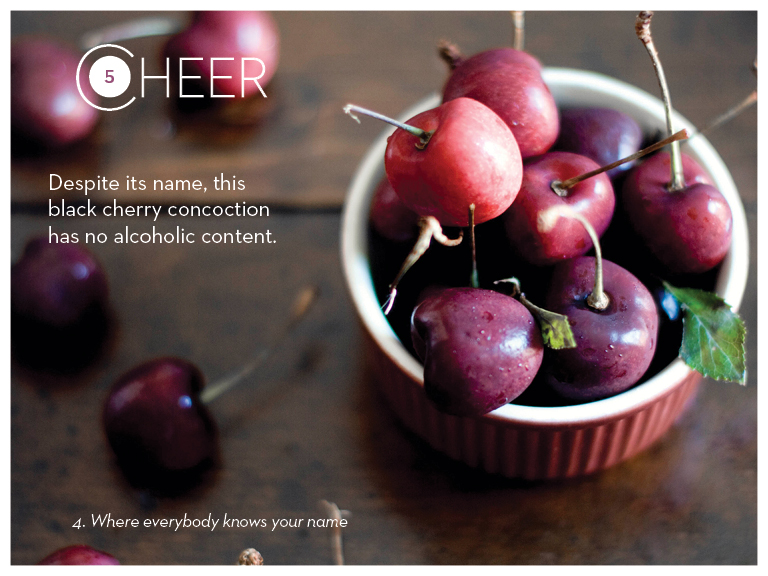 CHEER
5
Despite its name, this
black cherry concoction
has no alcoholic content.
4. Where everybody knows your name